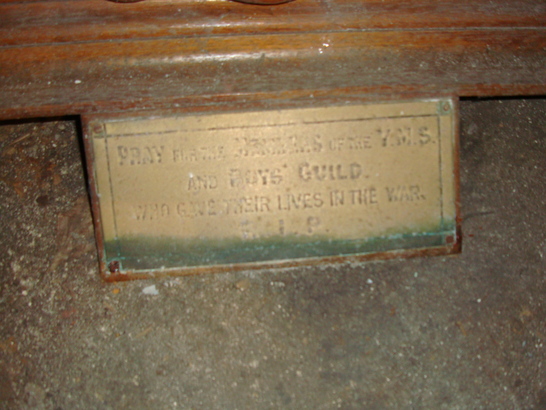 PRAY FOR THE MEMBERS OF THE Y.M.S.
AND BOYS' GUILD.
WHO GAVE THEIR LIVES IN THE WAR.
R. I. P.